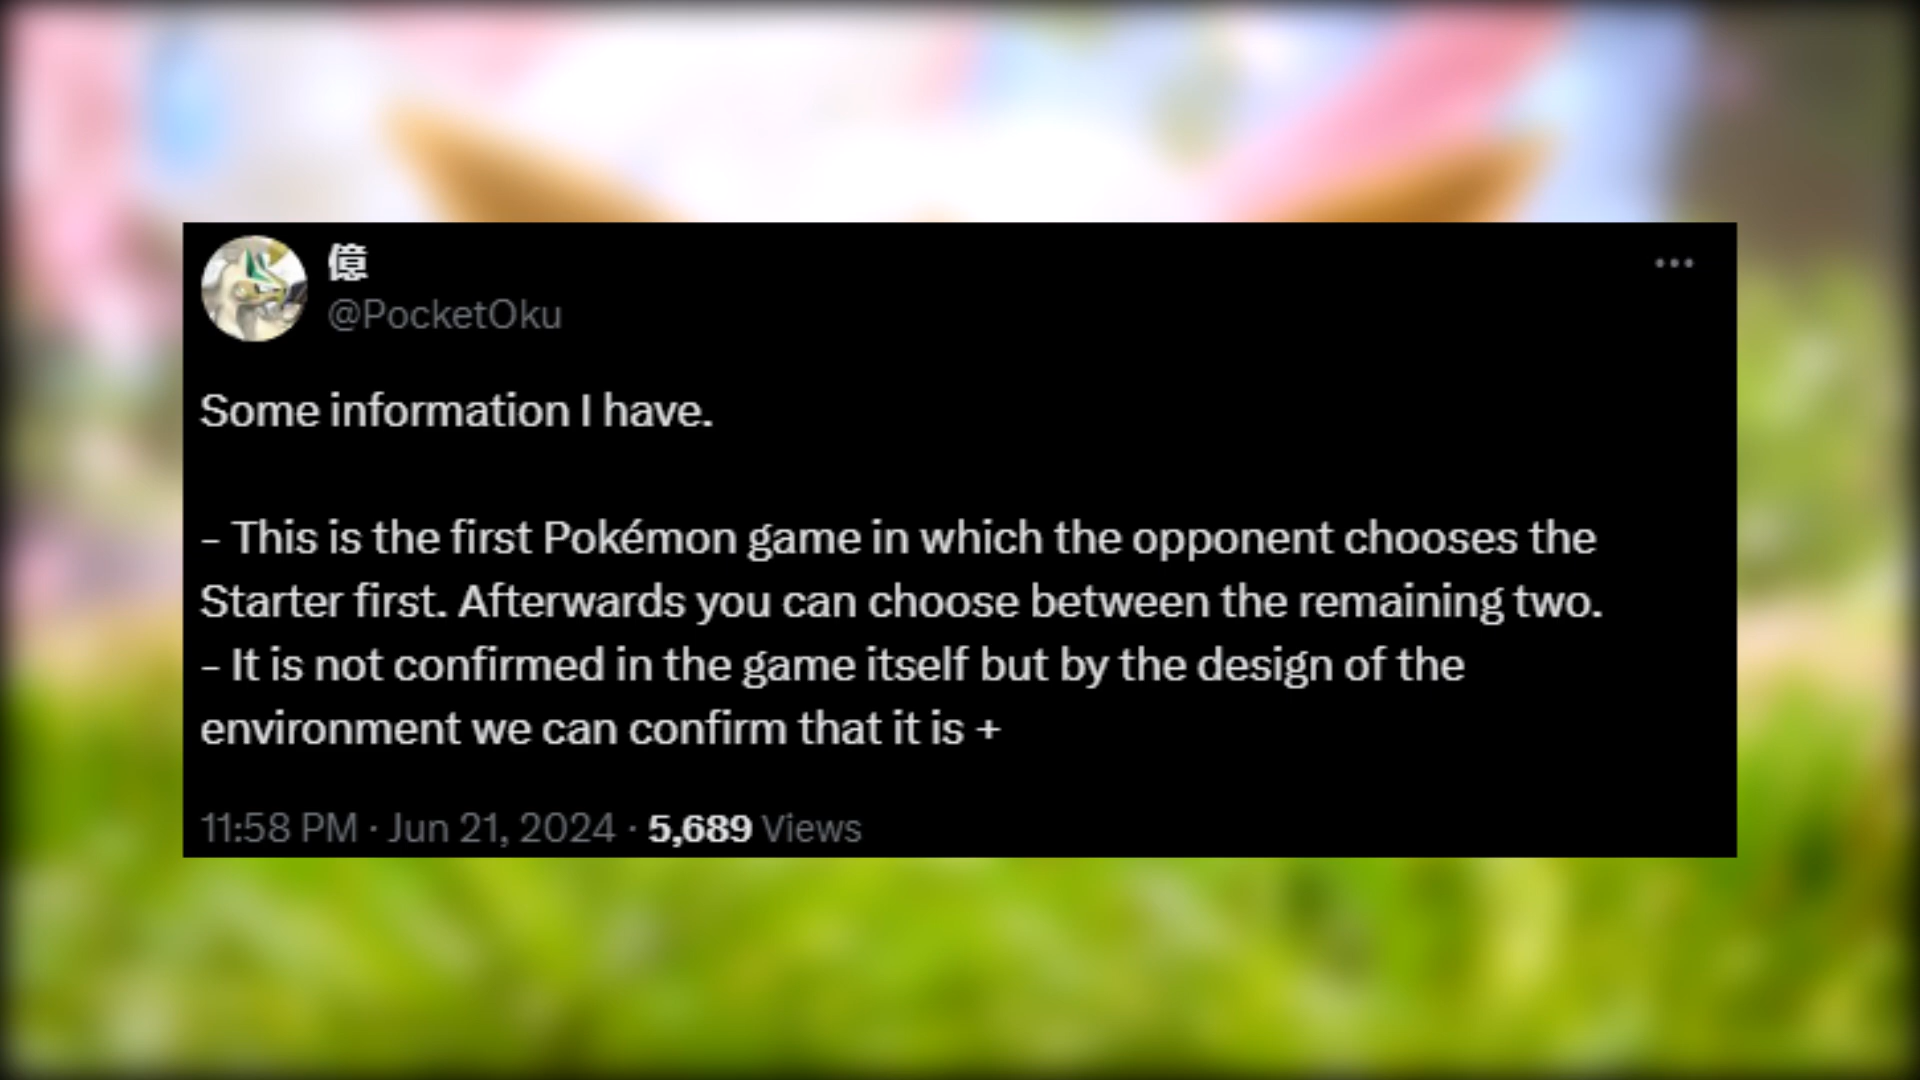 億
@PocketOku
Some information I have.
- This is the first Pokémon game in which the opponent chooses the
Starter first. Afterwards you can choose between the remaining two.
- It is not confirmed in the game itself but by the design of the
environment we can confirm that it is +
11:58 PM · Jun 21, 2024 · 5,689 Views